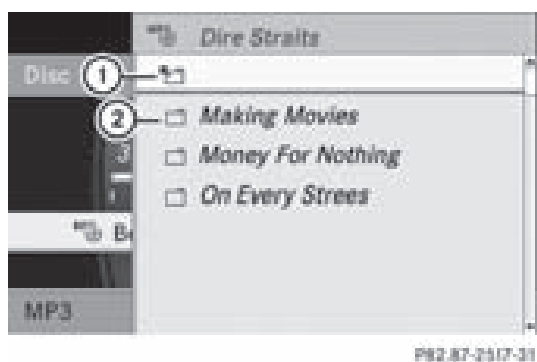 Dire Straits
Disc 1
2 Making Movies
Money For Nothing
On Every Strees
MP3
P82.87-2517-31